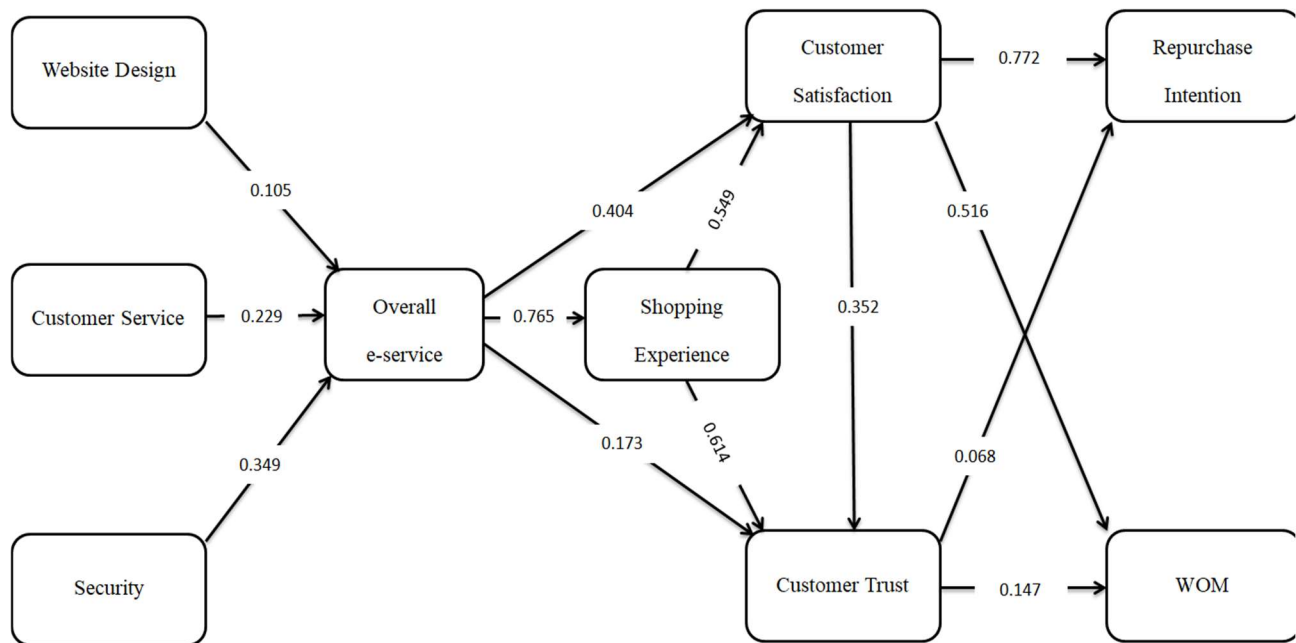 Website Design
Customer Service
Security
0.105
0.229
0.349
Overall
e-service
0.404
0.765
0.173
Shopping
Experience
0.549
0.614
Customer
Satisfaction
0.352
Customer Trust
0.772
0.516
0.068
0.147
Repurchase
Intention
WOM